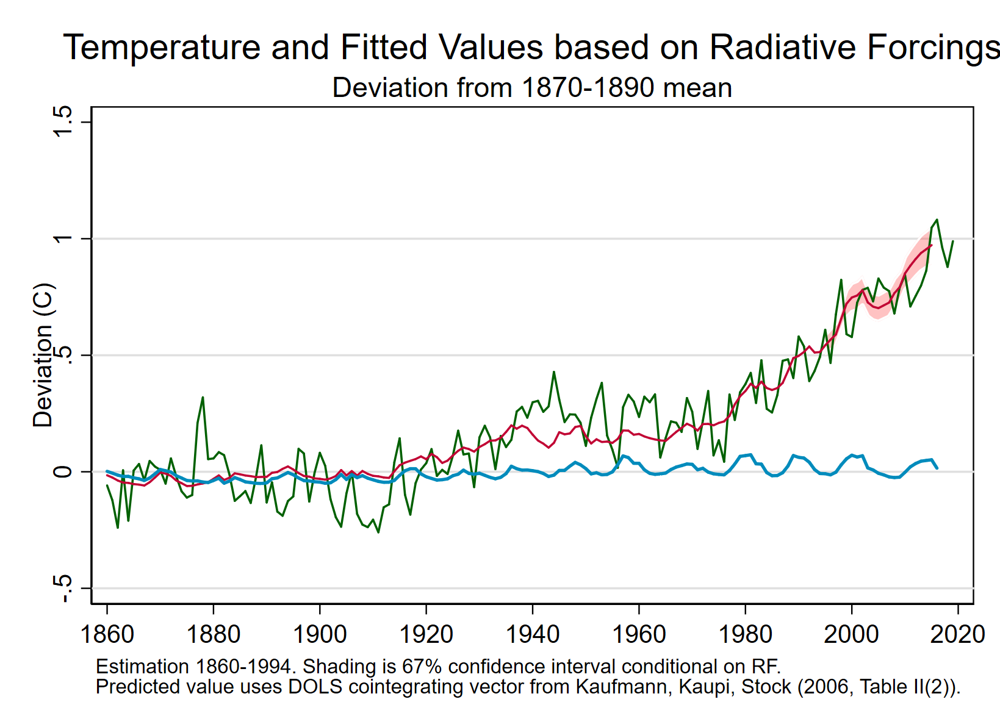 Temperature and Fitted Values based on Radiative Forcings
Deviation from 1870-1890 mean
Deviation (C)
1.5
1
.5
0
-.5
1860 1880 1900 1920 1940 1960 1980 2000 2020
Estimation 1860-1994. Shading is 67% confidence interval conditional on RF.
Predicted value uses DOLS cointegrating vector from Kaufmann, Kaupi, Stock (2006, Table II(2)).